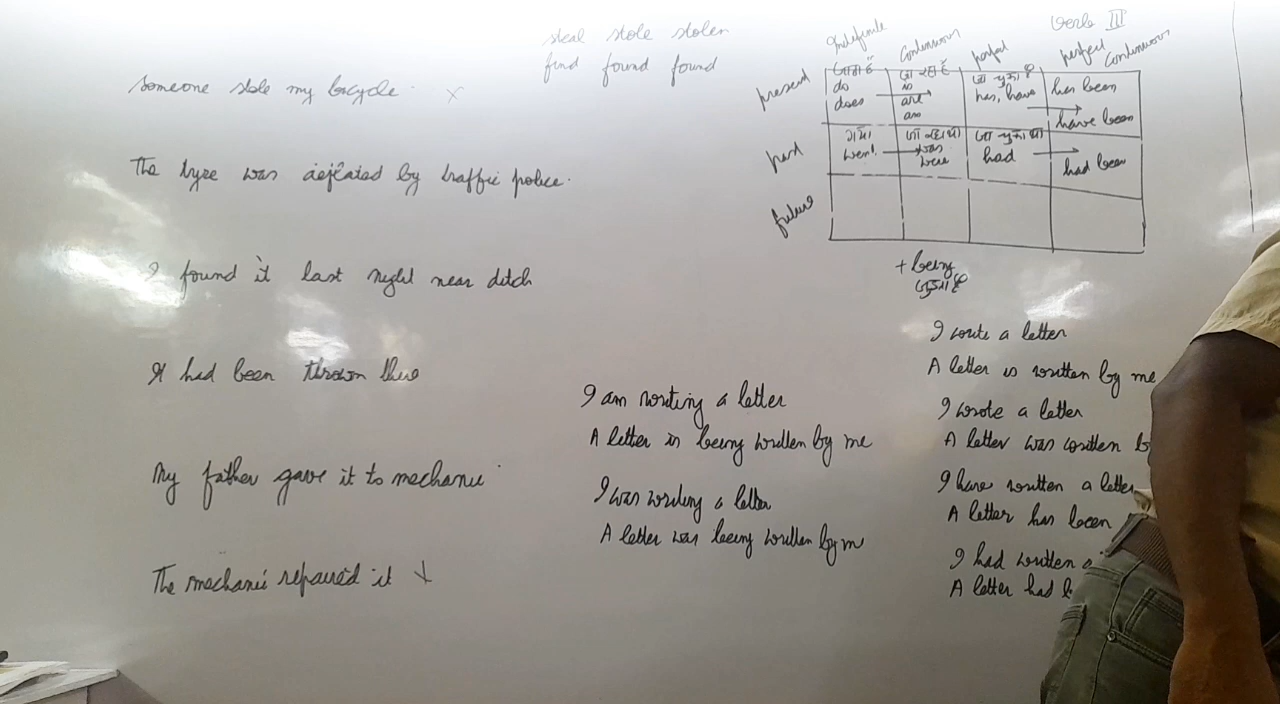 steal stole stolen
find found found
Someone stole my bicycle. x
The tyre was deflated by traffic police.
I found it last night near ditch
It had been thrown there
My father gave it to mechanic
The mechanic repaired it x
I am writing a letter
A letter is being written by me
I was writing a letter
A letter was being written by m
Verb III
Indefinite Continuous perfect perfect continuous
present जाता है जा रहा है जा चुका है
do is has, have has been
does are
am have been
past गया जा रहा था जा चुका था
went was had had been
were
future
+ being
I write a letter
A letter is written by me
I wrote a letter
A letter was written b
I have written a letter
A letter has been
I had written a
A letter had b